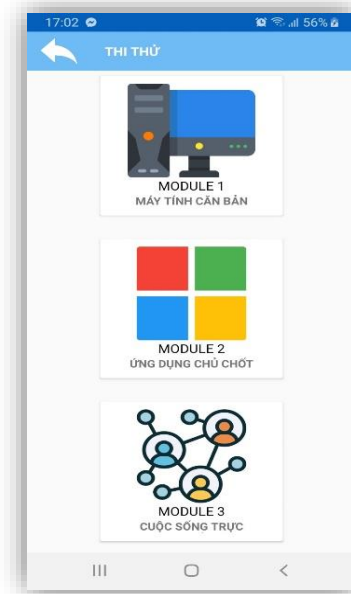 17:02 56%
THI THỬ
MODULE 1
MÁY TÍNH CĂN BẢN
MODULE 2
ỨNG DỤNG CHỦ CHỐT
MODULE 3
CUỘC SỐNG TRỰC